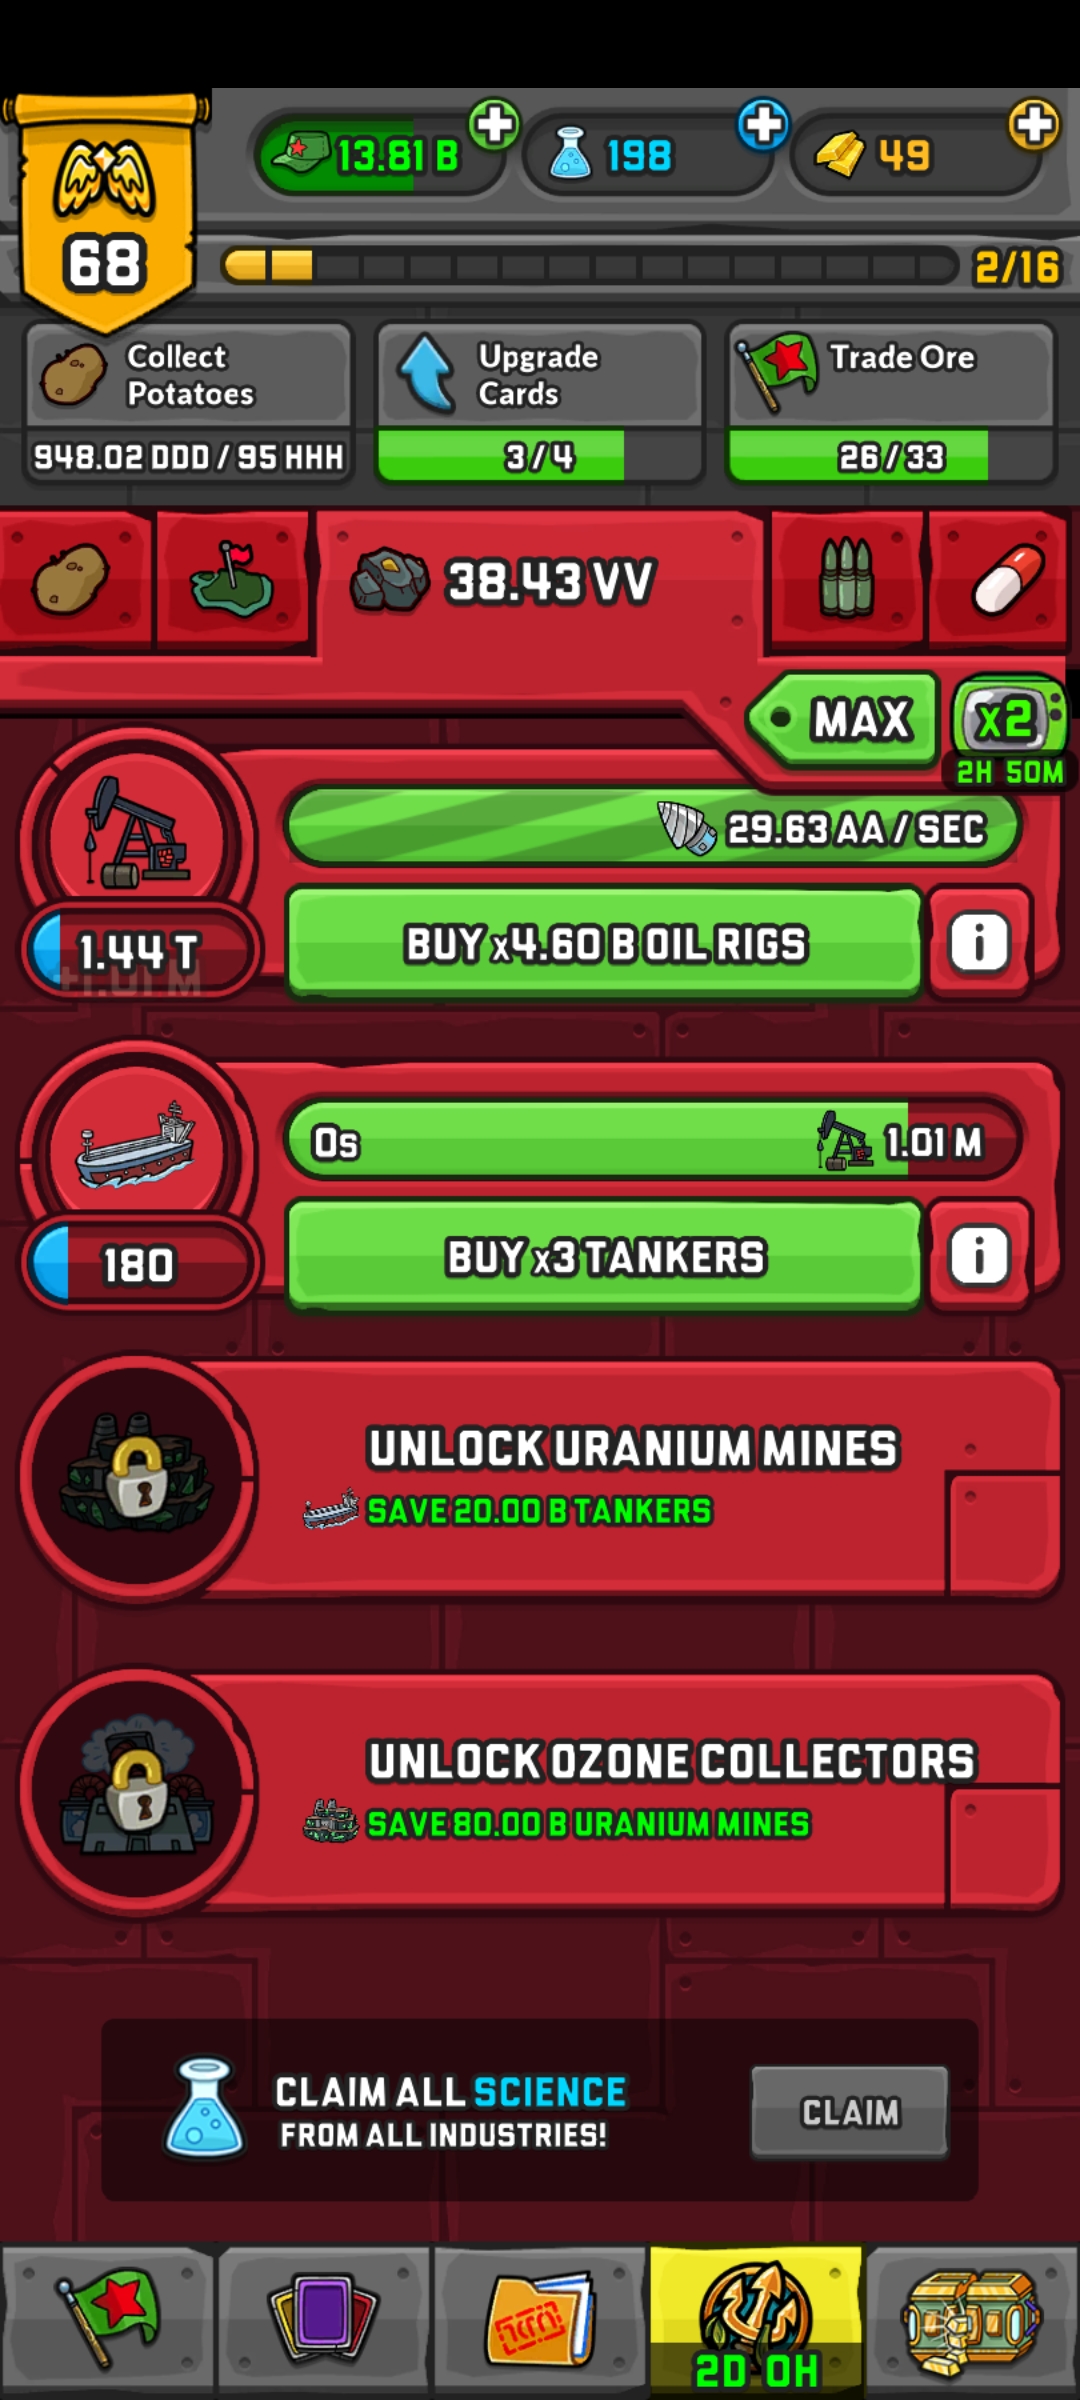 13.81 B
198
49
68
2/16
Collect
Potatoes
Upgrade
Cards
Trade Ore
948.02 DDD / 95 HHH
3/4
26/33
38.43 VV
MAX
x2
2H 50M
29.63 AA / SEC
1.44 T
+1.01 M
BUY x4.60 B OIL RIGS
i
0s
1.01 M
180
BUY x3 TANKERS
i
UNLOCK URANIUM MINES
SAVE 20.00 B TANKERS
UNLOCK OZONE COLLECTORS
SAVE 80.00 B URANIUM MINES
CLAIM ALL SCIENCE
FROM ALL INDUSTRIES!
CLAIM
2D 0H